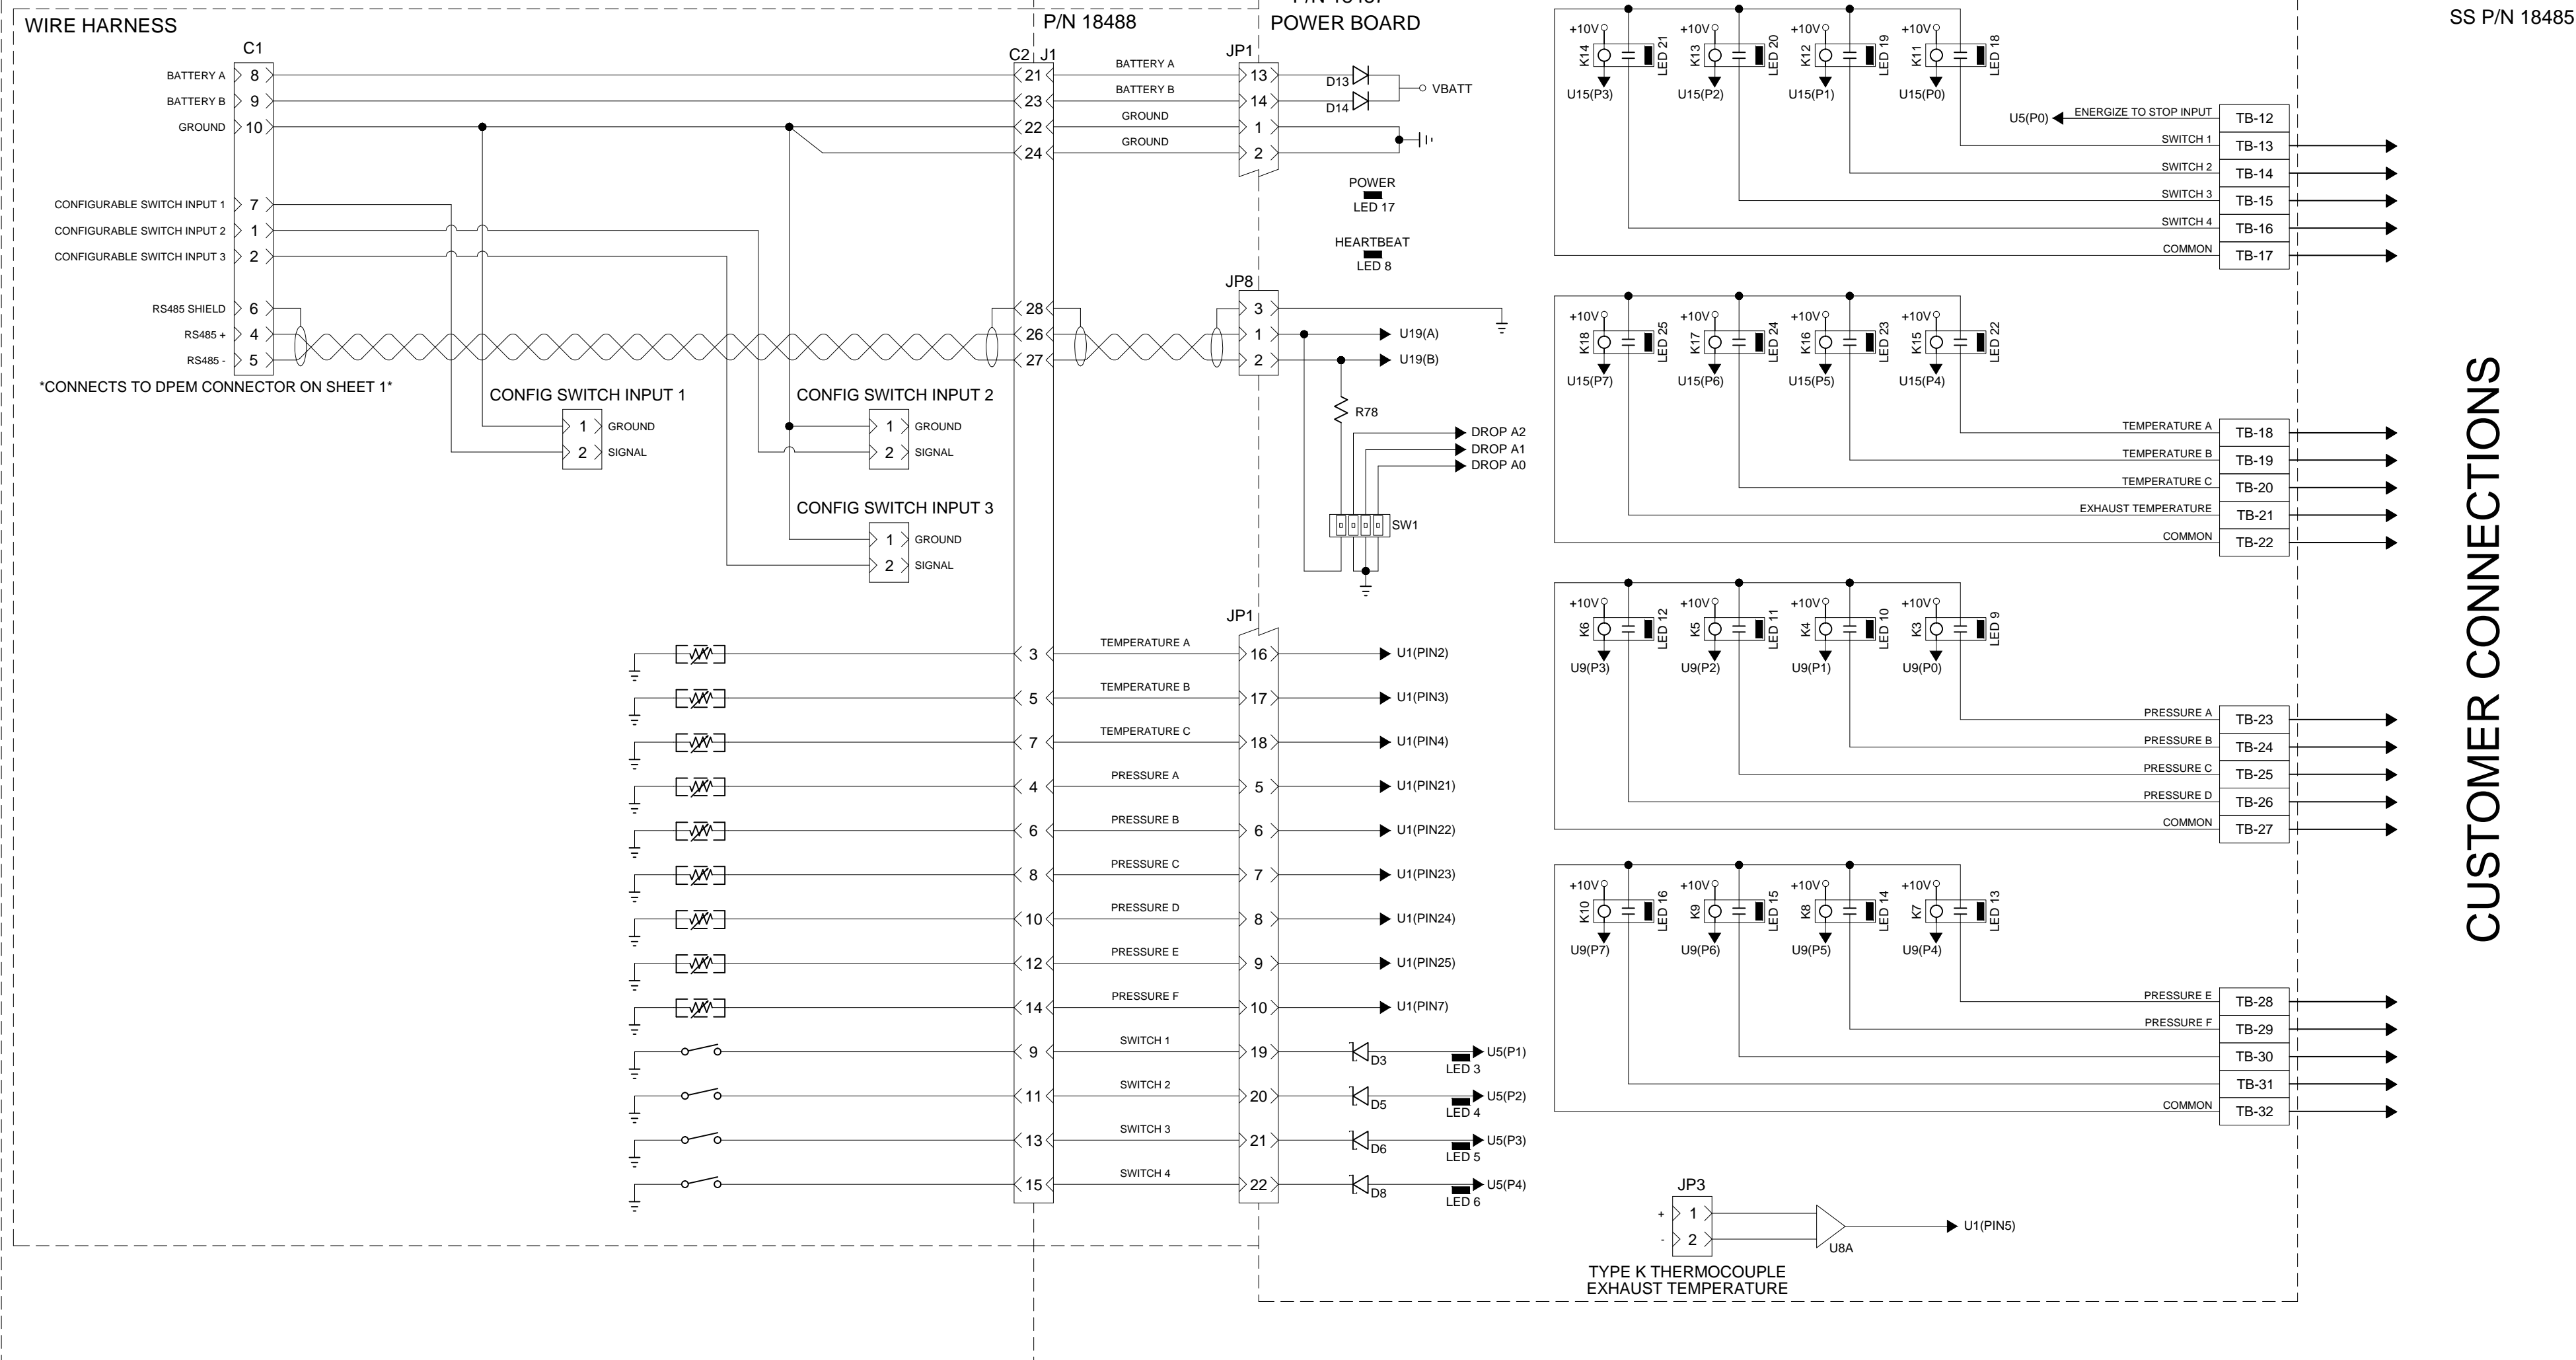 P/N 18488
POWER BOARD
SS P/N 18485
WIRE HARNESS
C1
BATTERY A 8
BATTERY B 9
GROUND 10
CONFIGURABLE SWITCH INPUT 1 7
CONFIGURABLE SWITCH INPUT 2 1
CONFIGURABLE SWITCH INPUT 3 2
RS485 SHIELD 6
RS485 + 4
RS485 - 5
*CONNECTS TO DPEM CONNECTOR ON SHEET 1*
CONFIG SWITCH INPUT 1
1 GROUND
2 SIGNAL
CONFIG SWITCH INPUT 2
1 GROUND
2 SIGNAL
CONFIG SWITCH INPUT 3
1 GROUND
2 SIGNAL
C2 J1 JP1
21 BATTERY A 13 D13
23 BATTERY B 14 D14
VBATT
22 GROUND 1
24 GROUND 2
POWER
LED 17
HEARTBEAT
LED 8
JP8
28 3
26 1 U19(A)
27 2 U19(B)
R78
DROP A2
DROP A1
DROP A0
SW1
JP1
3 TEMPERATURE A 16 U1(PIN2)
5 TEMPERATURE B 17 U1(PIN3)
7 TEMPERATURE C 18 U1(PIN4)
4 PRESSURE A 5 U1(PIN21)
6 PRESSURE B 6 U1(PIN22)
8 PRESSURE C 7 U1(PIN23)
10 PRESSURE D 8 U1(PIN24)
12 PRESSURE E 9 U1(PIN25)
14 PRESSURE F 10 U1(PIN7)
9 SWITCH 1 19 D3 LED 3 U5(P1)
11 SWITCH 2 20 D5 LED 4 U5(P2)
13 SWITCH 3 21 D6 LED 5 U5(P3)
15 SWITCH 4 22 D8 LED 6 U5(P4)
+10V +10V +10V +10V
K14 LED 21 K13 LED 20 K12 LED 19 K11 LED 18
U15(P3) U15(P2) U15(P1) U15(P0)
U5(P0) ENERGIZE TO STOP INPUT TB-12
SWITCH 1 TB-13
SWITCH 2 TB-14
SWITCH 3 TB-15
SWITCH 4 TB-16
COMMON TB-17
+10V +10V +10V +10V
K18 LED 25 K17 LED 24 K16 LED 23 K15 LED 22
U15(P7) U15(P6) U15(P5) U15(P4)
TEMPERATURE A TB-18
TEMPERATURE B TB-19
TEMPERATURE C TB-20
EXHAUST TEMPERATURE TB-21
COMMON TB-22
+10V +10V +10V +10V
K6 LED 12 K5 LED 11 K4 LED 10 K3 LED 9
U9(P3) U9(P2) U9(P1) U9(P0)
PRESSURE A TB-23
PRESSURE B TB-24
PRESSURE C TB-25
PRESSURE D TB-26
COMMON TB-27
+10V +10V +10V +10V
K10 LED 16 K9 LED 15 K8 LED 14 K7 LED 13
U9(P7) U9(P6) U9(P5) U9(P4)
PRESSURE E TB-28
PRESSURE F TB-29
TB-30
TB-31
COMMON TB-32
JP3
+ 1
- 2
U8A
U1(PIN5)
TYPE K THERMOCOUPLE
EXHAUST TEMPERATURE
CUSTOMER CONNECTIONS